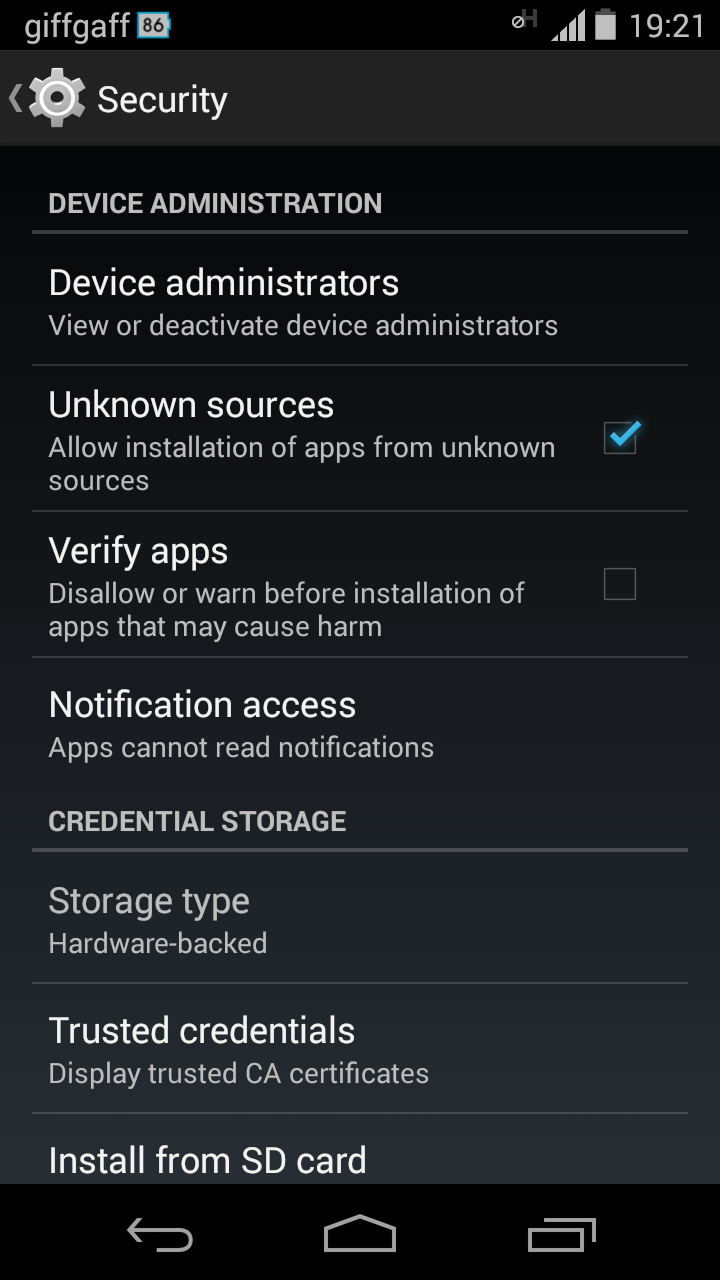 giffgaff 86 H 19:21
Security
DEVICE ADMINISTRATION
Device administrators
View or deactivate device administrators
Unknown sources
Allow installation of apps from unknown
sources
Verify apps
Disallow or warn before installation of
apps that may cause harm
Notification access
Apps cannot read notifications
CREDENTIAL STORAGE
Storage type
Hardware-backed
Trusted credentials
Display trusted CA certificates
Install from SD card